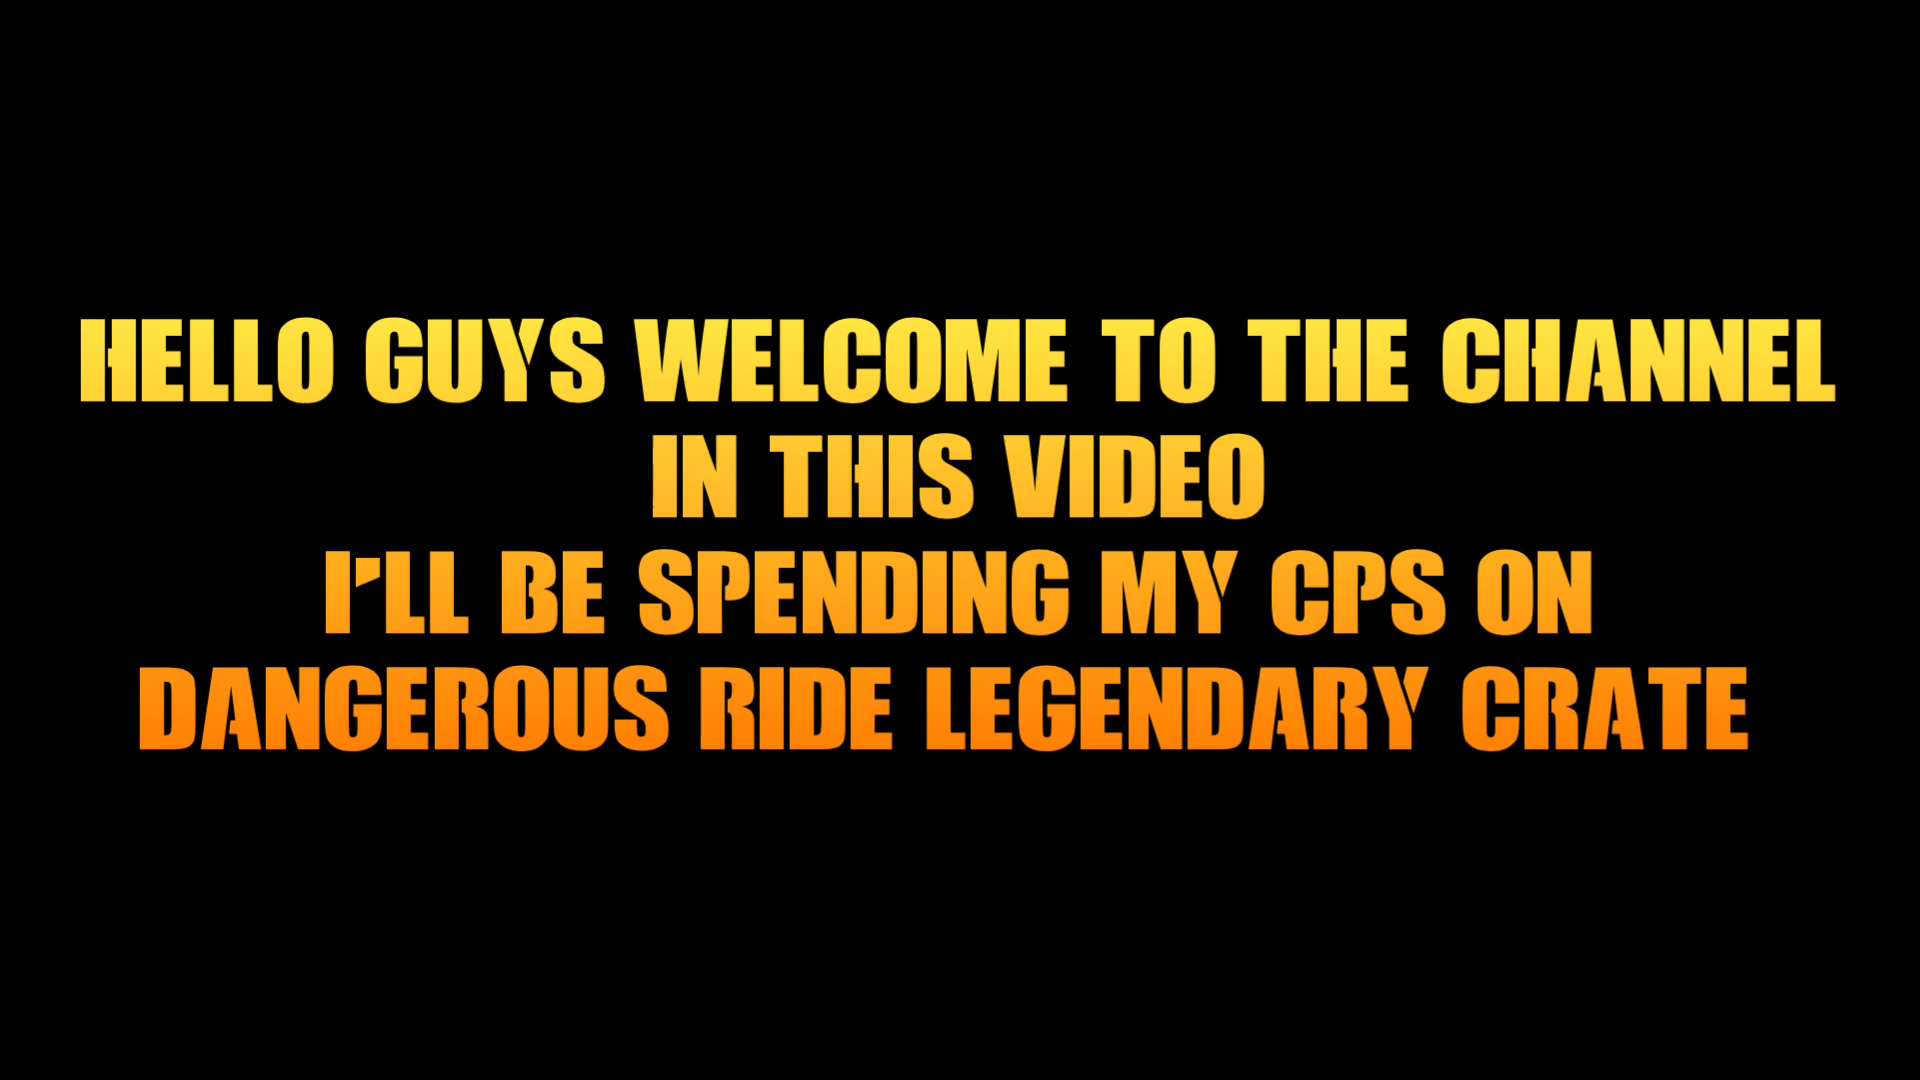 HELLO GUYS WELCOME TO THE CHANNEL
IN THIS VIDEO
I'LL BE SPENDING MY CPS ON
DANGEROUS RIDE LEGENDARY CRATE